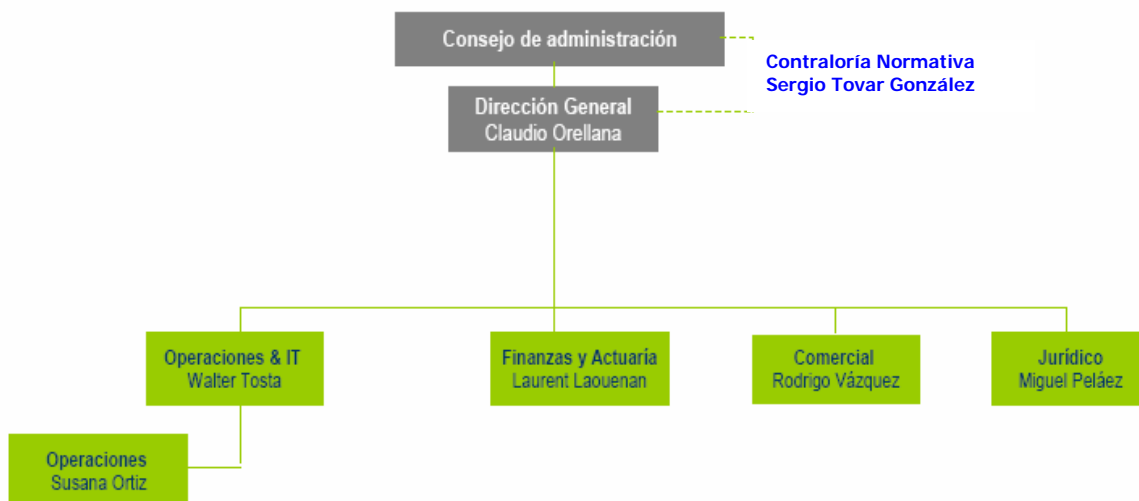 Consejo de administración
Contraloría Normativa
Sergio Tovar González
Dirección General
Claudio Orellana
Operaciones & IT
Walter Tosta
Finanzas y Actuaría
Laurent Laouenan
Comercial
Rodrigo Vázquez
Jurídico
Miguel Peláez
Operaciones
Susana Ortiz